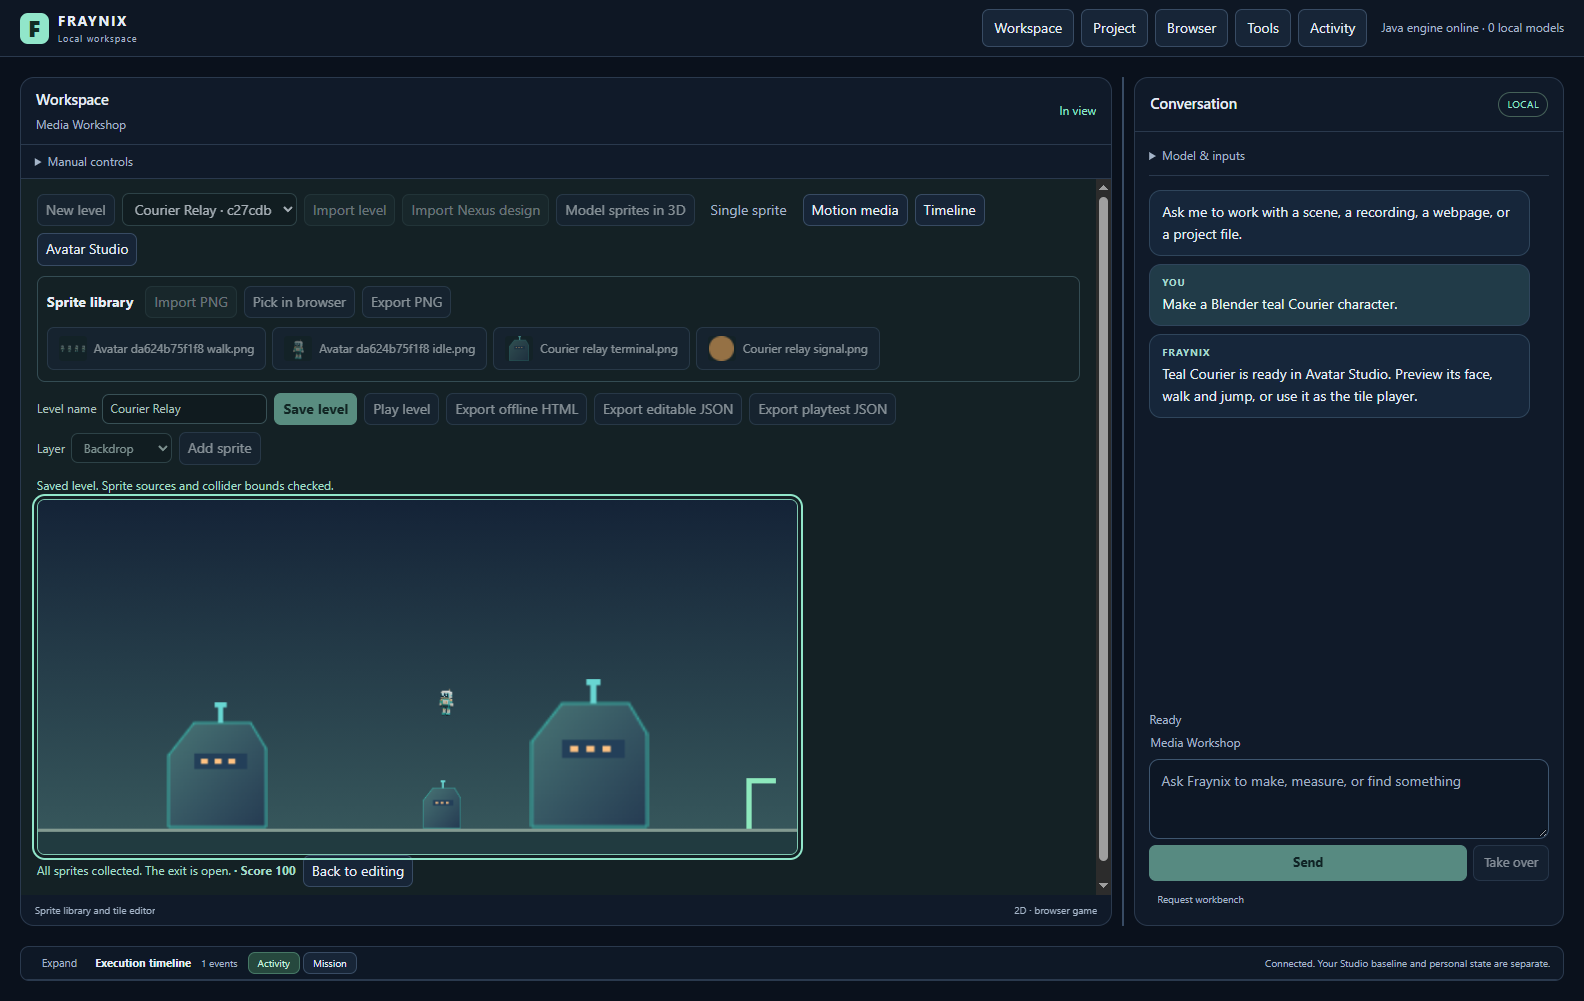 F FRAYNIX
Local workspace
Workspace Project Browser Tools Activity Java engine online · 0 local models
Workspace
Media Workshop
In view
Manual controls
New level Courier Relay · c27cdb Import level Import Nexus design Model sprites in 3D Single sprite Motion media Timeline
Avatar Studio
Sprite library Import PNG Pick in browser Export PNG
Avatar da624b75f1f8 walk.png Avatar da624b75f1f8 idle.png Courier relay terminal.png Courier relay signal.png
Level name Courier Relay Save level Play level Export offline HTML Export editable JSON Export playtest JSON
Layer Backdrop Add sprite
Saved level. Sprite sources and collider bounds checked.
All sprites collected. The exit is open. · Score 100 Back to editing
Sprite library and tile editor 2D · browser game
Conversation LOCAL
Model & inputs
Ask me to work with a scene, a recording, a webpage, or
a project file.
YOU
Make a Blender teal Courier character.
FRAYNIX
Teal Courier is ready in Avatar Studio. Preview its face,
walk and jump, or use it as the tile player.
Ready
Media Workshop
Ask Fraynix to make, measure, or find something
Send Take over
Request workbench
Expand Execution timeline 1 events Activity Mission Connected. Your Studio baseline and personal state are separate.